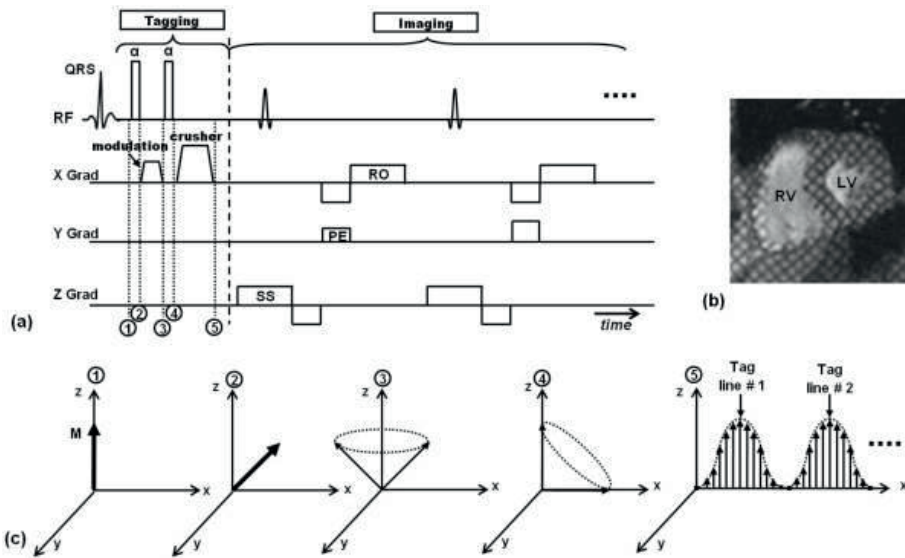 Tagging
Imaging
α α
QRS
RF
modulation
crusher
X Grad
RO
Y Grad
PE
Z Grad
SS
(a)
① ② ③ ④ ⑤
time
RV
LV
(b)
①
z
M
x
y
②
z
x
y
③
z
x
y
④
z
x
y
⑤
z
Tag
line # 1
Tag
line # 2
x
y
(c)